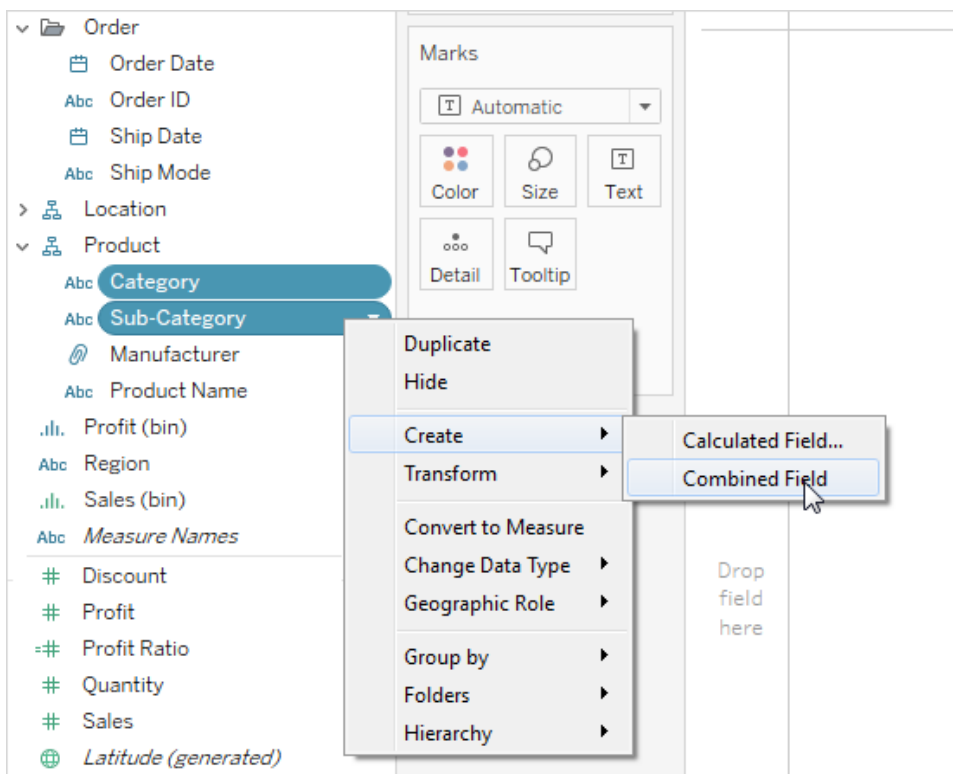 Order
Order Date
Abc Order ID
Ship Date
Abc Ship Mode
Location
Product
Abc Category
Abc Sub-Category
Manufacturer
Abc Product Name
Profit (bin)
Abc Region
Sales (bin)
Abc Measure Names
# Discount
# Profit
=# Profit Ratio
# Quantity
# Sales
Latitude (generated)
Marks
T Automatic
Color
Size
T
Text
Detail
Tooltip
Duplicate
Hide
Create
Transform
Convert to Measure
Change Data Type
Geographic Role
Group by
Folders
Hierarchy
Calculated Field...
Combined Field
Drop
field
here